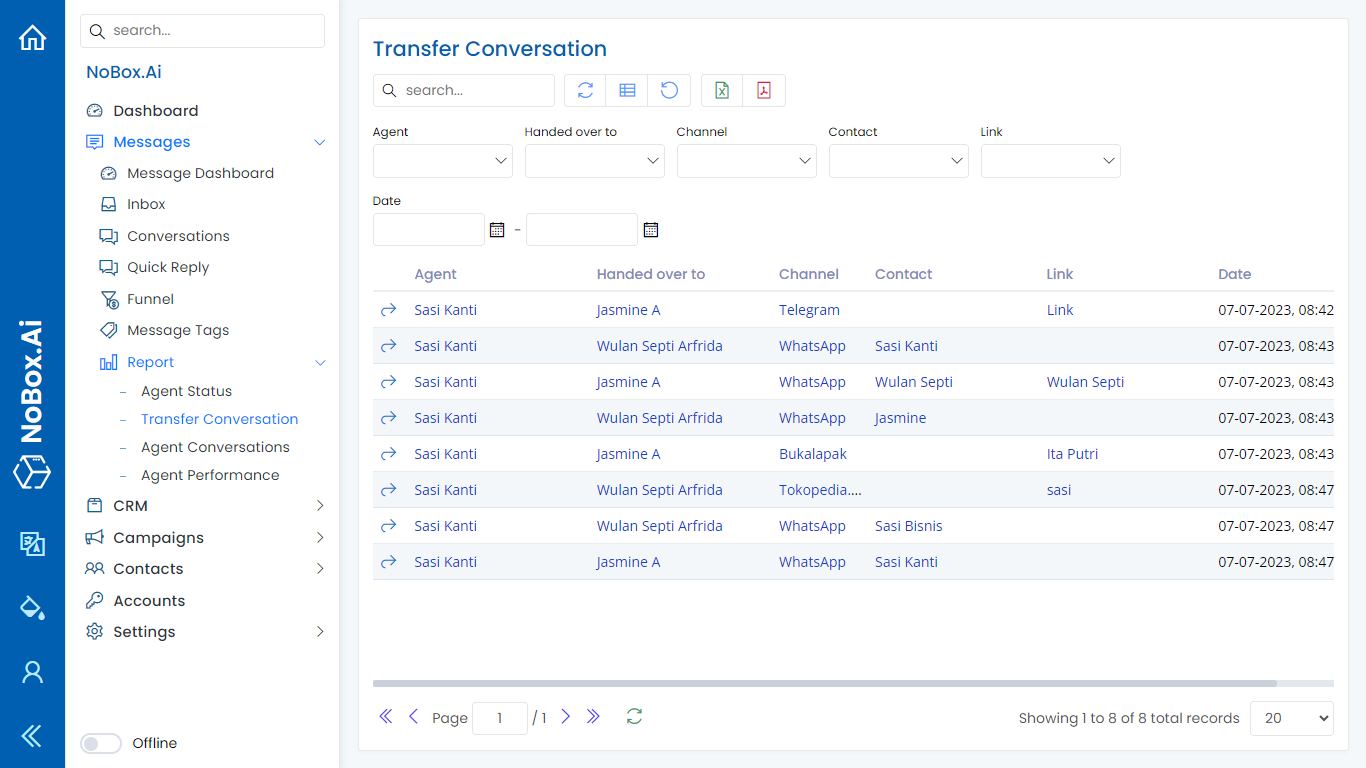 NoBox.Ai
search...
NoBox.Ai
Dashboard
Messages
Message Dashboard
Inbox
Conversations
Quick Reply
Funnel
Message Tags
Report
– Agent Status
– Transfer Conversation
– Agent Conversations
– Agent Performance
CRM
Campaigns
Contacts
Accounts
Settings
Offline
Transfer Conversation
search...
Agent Handed over to Channel Contact Link
Date
-
Agent Handed over to Channel Contact Link Date
Sasi Kanti Jasmine A Telegram Link 07-07-2023, 08:42
Sasi Kanti Wulan Septi Arfrida WhatsApp Sasi Kanti 07-07-2023, 08:43
Sasi Kanti Jasmine A WhatsApp Wulan Septi Wulan Septi 07-07-2023, 08:43
Sasi Kanti Wulan Septi Arfrida WhatsApp Jasmine 07-07-2023, 08:43
Sasi Kanti Jasmine A Bukalapak Ita Putri 07-07-2023, 08:43
Sasi Kanti Wulan Septi Arfrida Tokopedia.... sasi 07-07-2023, 08:47
Sasi Kanti Wulan Septi Arfrida WhatsApp Sasi Bisnis 07-07-2023, 08:47
Sasi Kanti Jasmine A WhatsApp Sasi Kanti 07-07-2023, 08:47
Page 1 / 1 Showing 1 to 8 of 8 total records 20